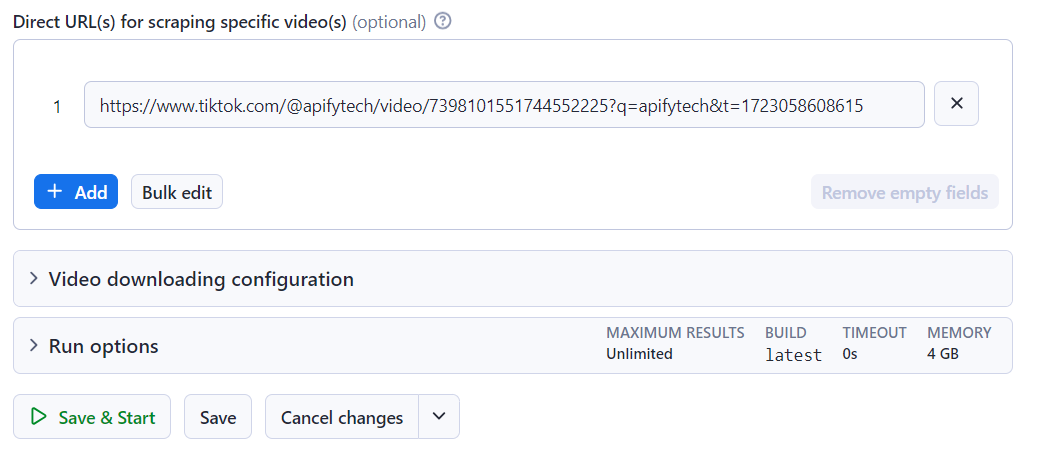 Direct URL(s) for scraping specific video(s) (optional) ?
1 https://www.tiktok.com/@apifytech/video/7398101551744552225?q=apifytech&t=1723058608615
+ Add Bulk edit Remove empty fields
Video downloading configuration
Run options
MAXIMUM RESULTS BUILD TIMEOUT MEMORY
Unlimited latest 0s 4 GB
Save & Start Save Cancel changes